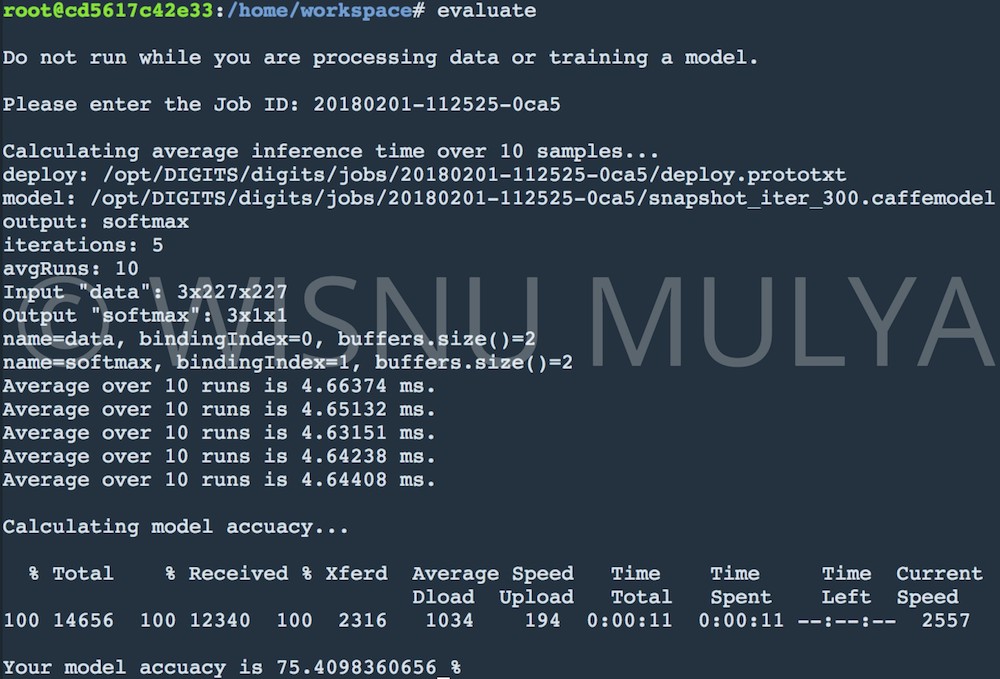 root@cd5617c42e33:/home/workspace# evaluate
Do not run while you are processing data or training a model.
Please enter the Job ID: 20180201-112525-0ca5
Calculating average inference time over 10 samples...
deploy: /opt/DIGITS/digits/jobs/20180201-112525-0ca5/deploy.prototxt
model: /opt/DIGITS/digits/jobs/20180201-112525-0ca5/snapshot_iter_300.caffemodel
output: softmax
iterations: 5
avgRuns: 10
Input "data": 3x227x227
Output "softmax": 3x1x1
name=data, bindingIndex=0, buffers.size()=2
name=softmax, bindingIndex=1, buffers.size()=2
© WISNU MULYA
Average over 10 runs is 4.66374 ms.
Average over 10 runs is 4.65132 ms.
Average over 10 runs is 4.63151 ms.
Average over 10 runs is 4.64238 ms.
Average over 10 runs is 4.64408 ms.
Calculating model accuacy...
% Total % Received % Xferd Average Speed Time Time Time Current
Dload Upload Total Spent Left Speed
100 14656 100 12340 100 2316 1034 194 0:00:11 0:00:11 --:--:-- 2557
Your model accuacy is 75.4098360656 %